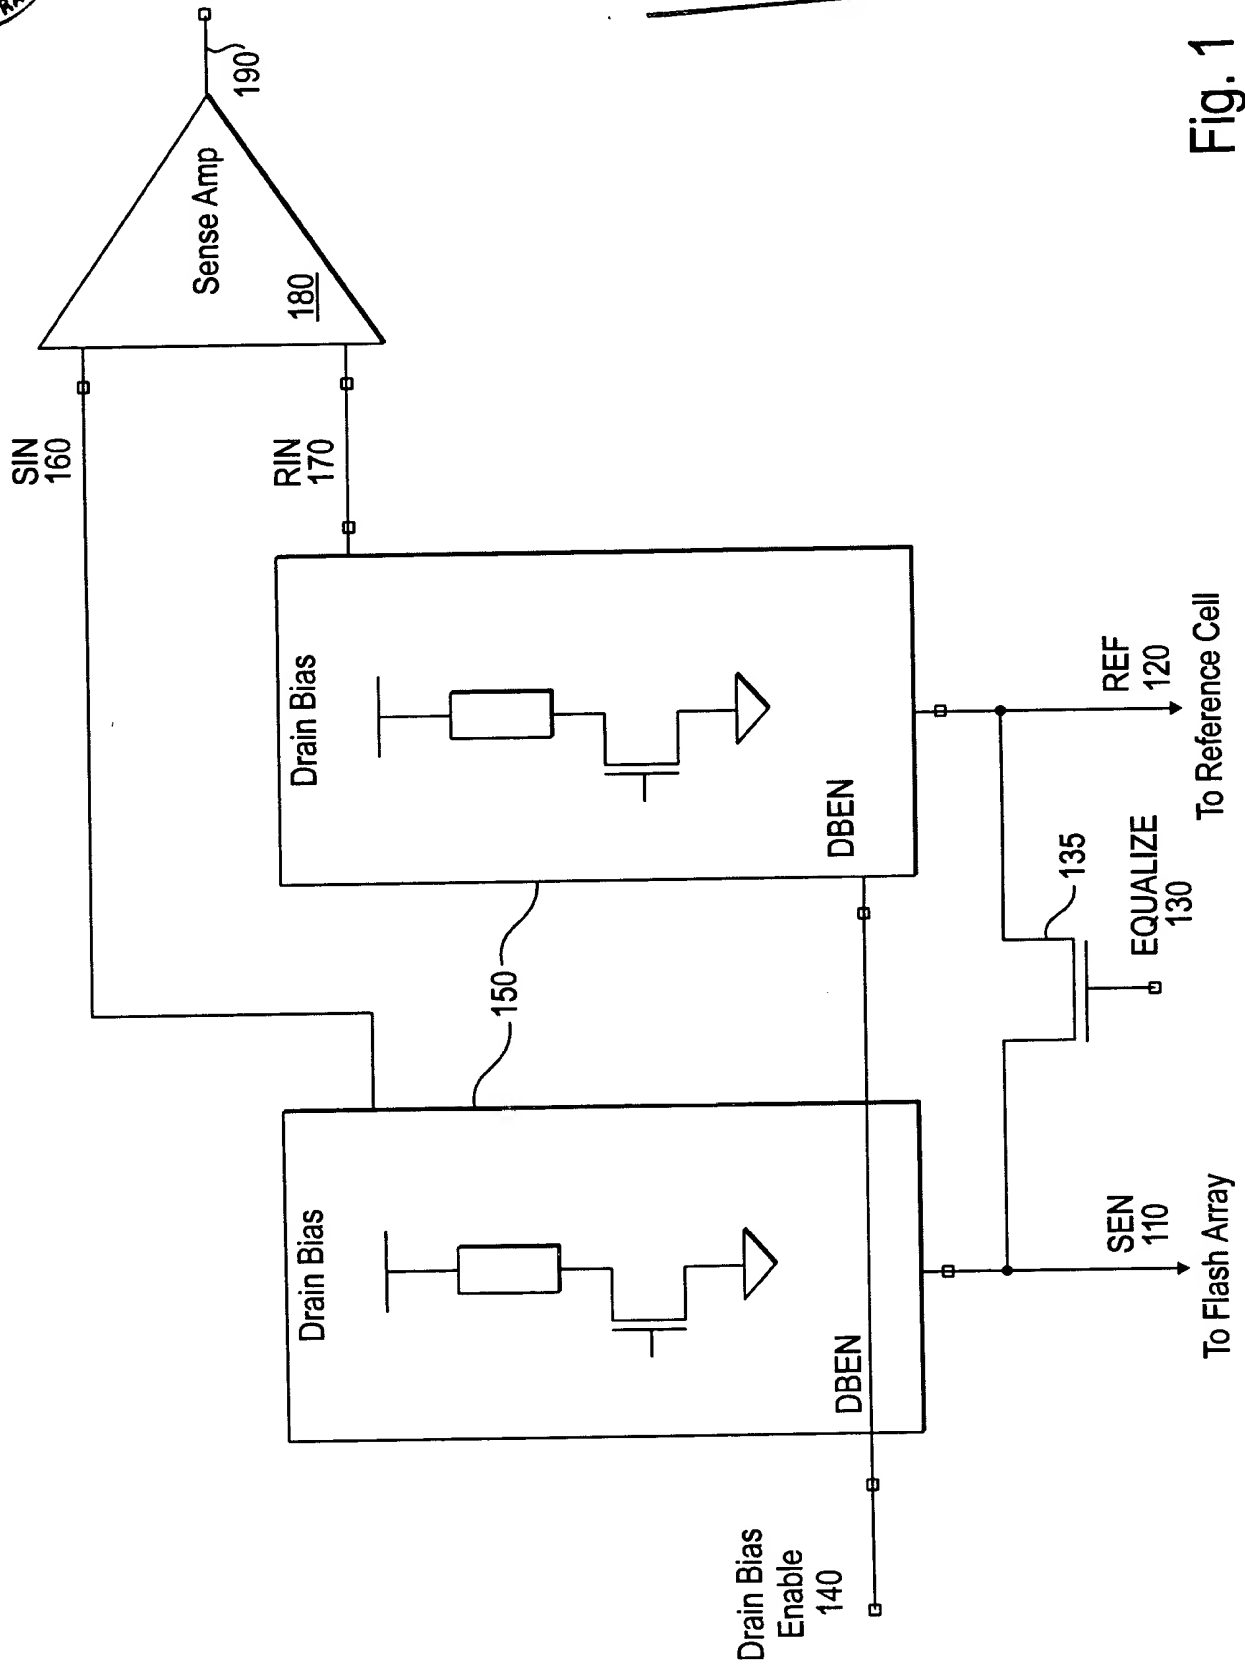 Fig. 1
190
Sense Amp
180
SIN
160
RIN
170
Drain Bias
DBEN
150
Drain Bias
DBEN
REF
120
To Reference Cell
135
EQUALIZE
130
SEN
110
To Flash Array
Drain Bias
Enable
140